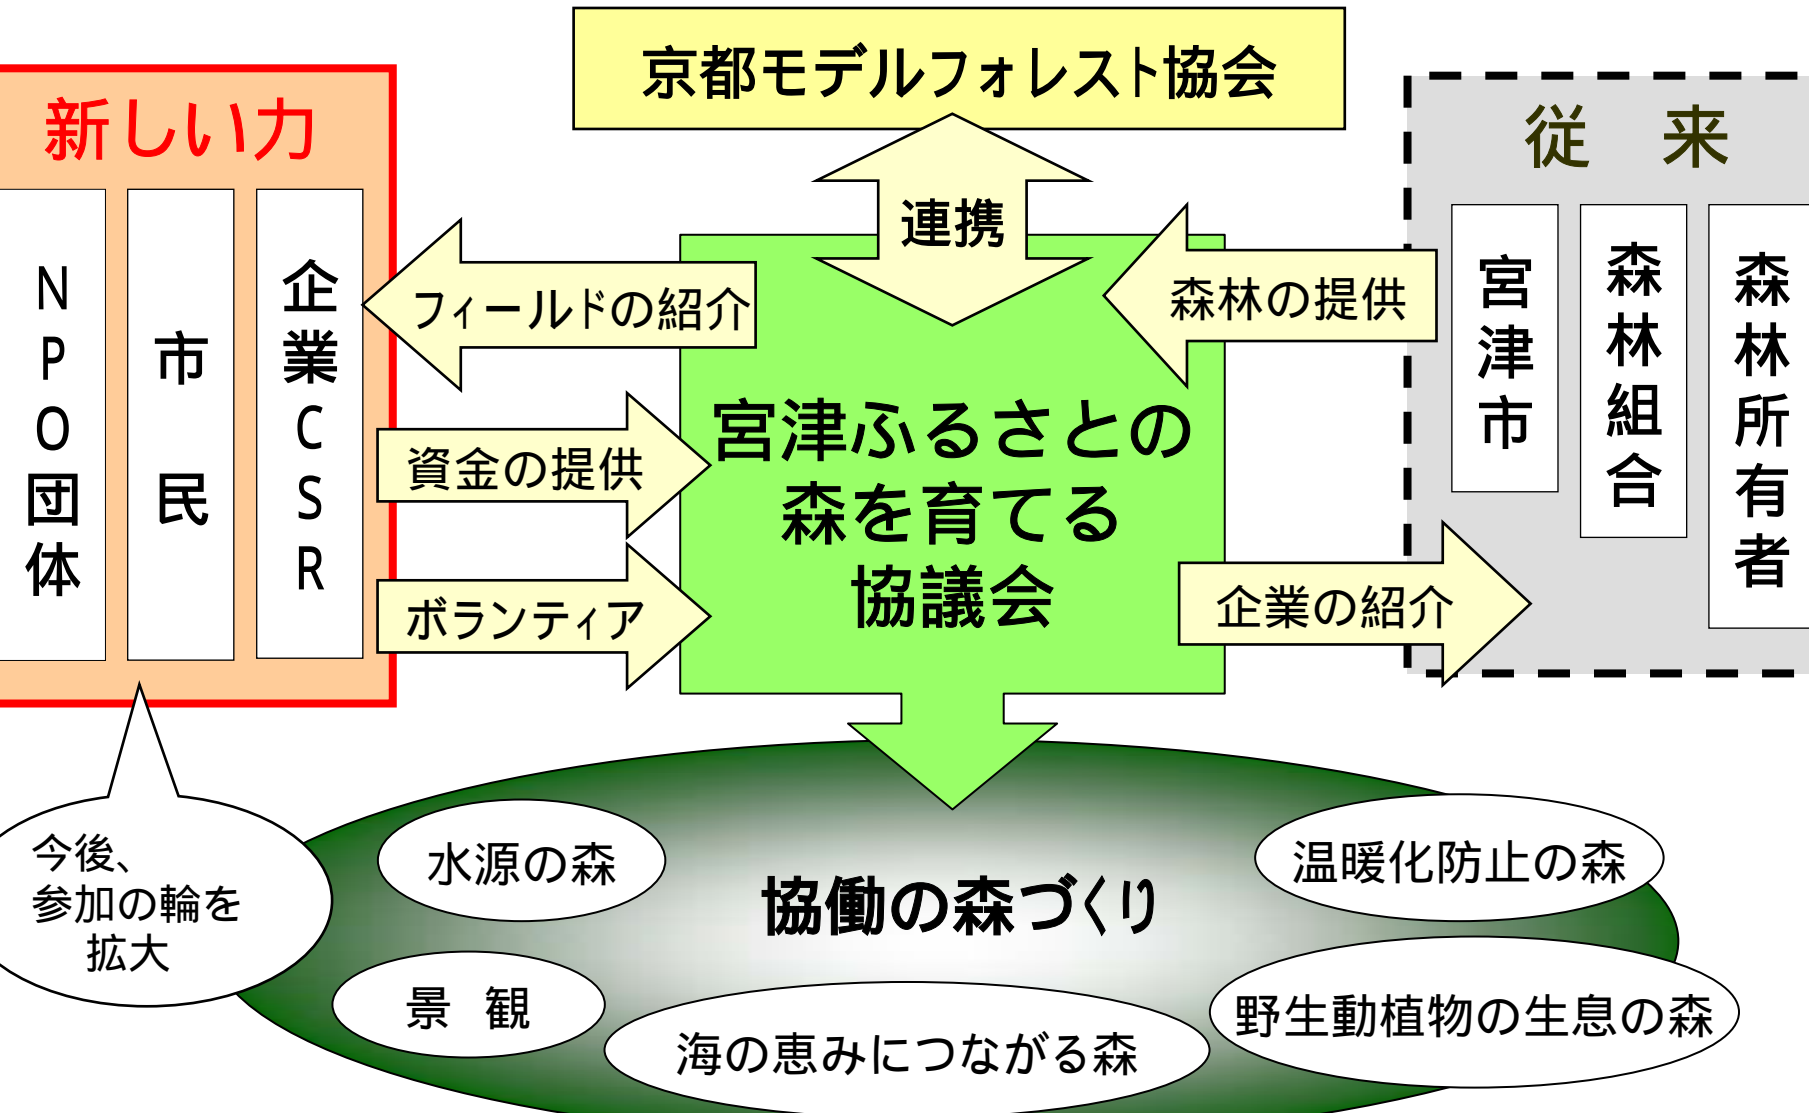 京都モデルフォレスト協会
新しい力
NPO団体
市民
企業CSR
連携
従 来
宮津市
森林組合
森林所有者
フィールドの紹介
森林の提供
資金の提供
ボランティア
企業の紹介
宮津ふるさとの
森を育てる
協議会
今後、
参加の輪を
拡大
協働の森づくり
水源の森
温暖化防止の森
景 観
海の恵みにつながる森
野生動植物の生息の森